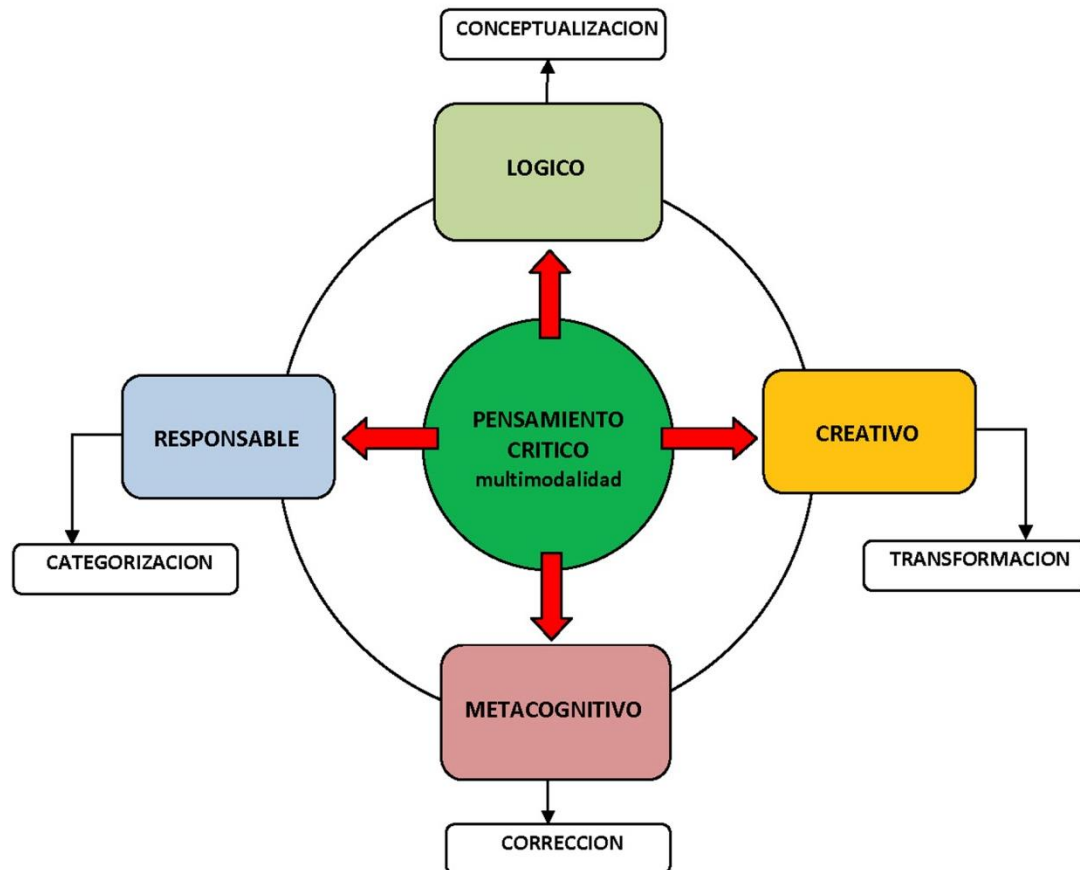 CONCEPTUALIZACION
LOGICO
RESPONSABLE
PENSAMIENTO
CRITICO
multimodalidad
CREATIVO
CATEGORIZACION
TRANSFORMACION
METACOGNITIVO
CORRECCION